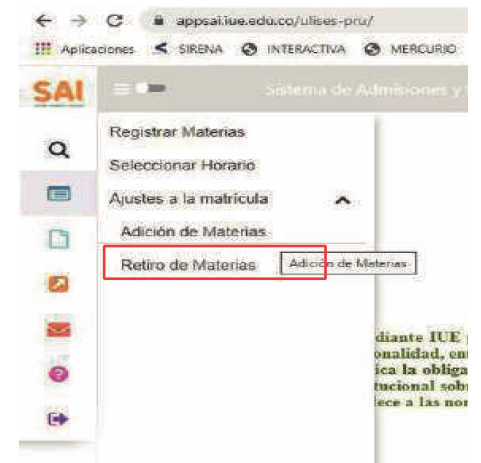 appsai.iue.edu.co/ulises-pru/
Aplicaciones SIRENA INTERACTIVA MERCURIO
SAI Sistema de Admisiones y
Registrar Materias
Seleccionar Horario
Ajustes a la matrícula
Adición de Materias
Retiro de Materias Adición de Materias
diante IUE
onalidad, en
ica la obliga
tucional sob
lece a las no